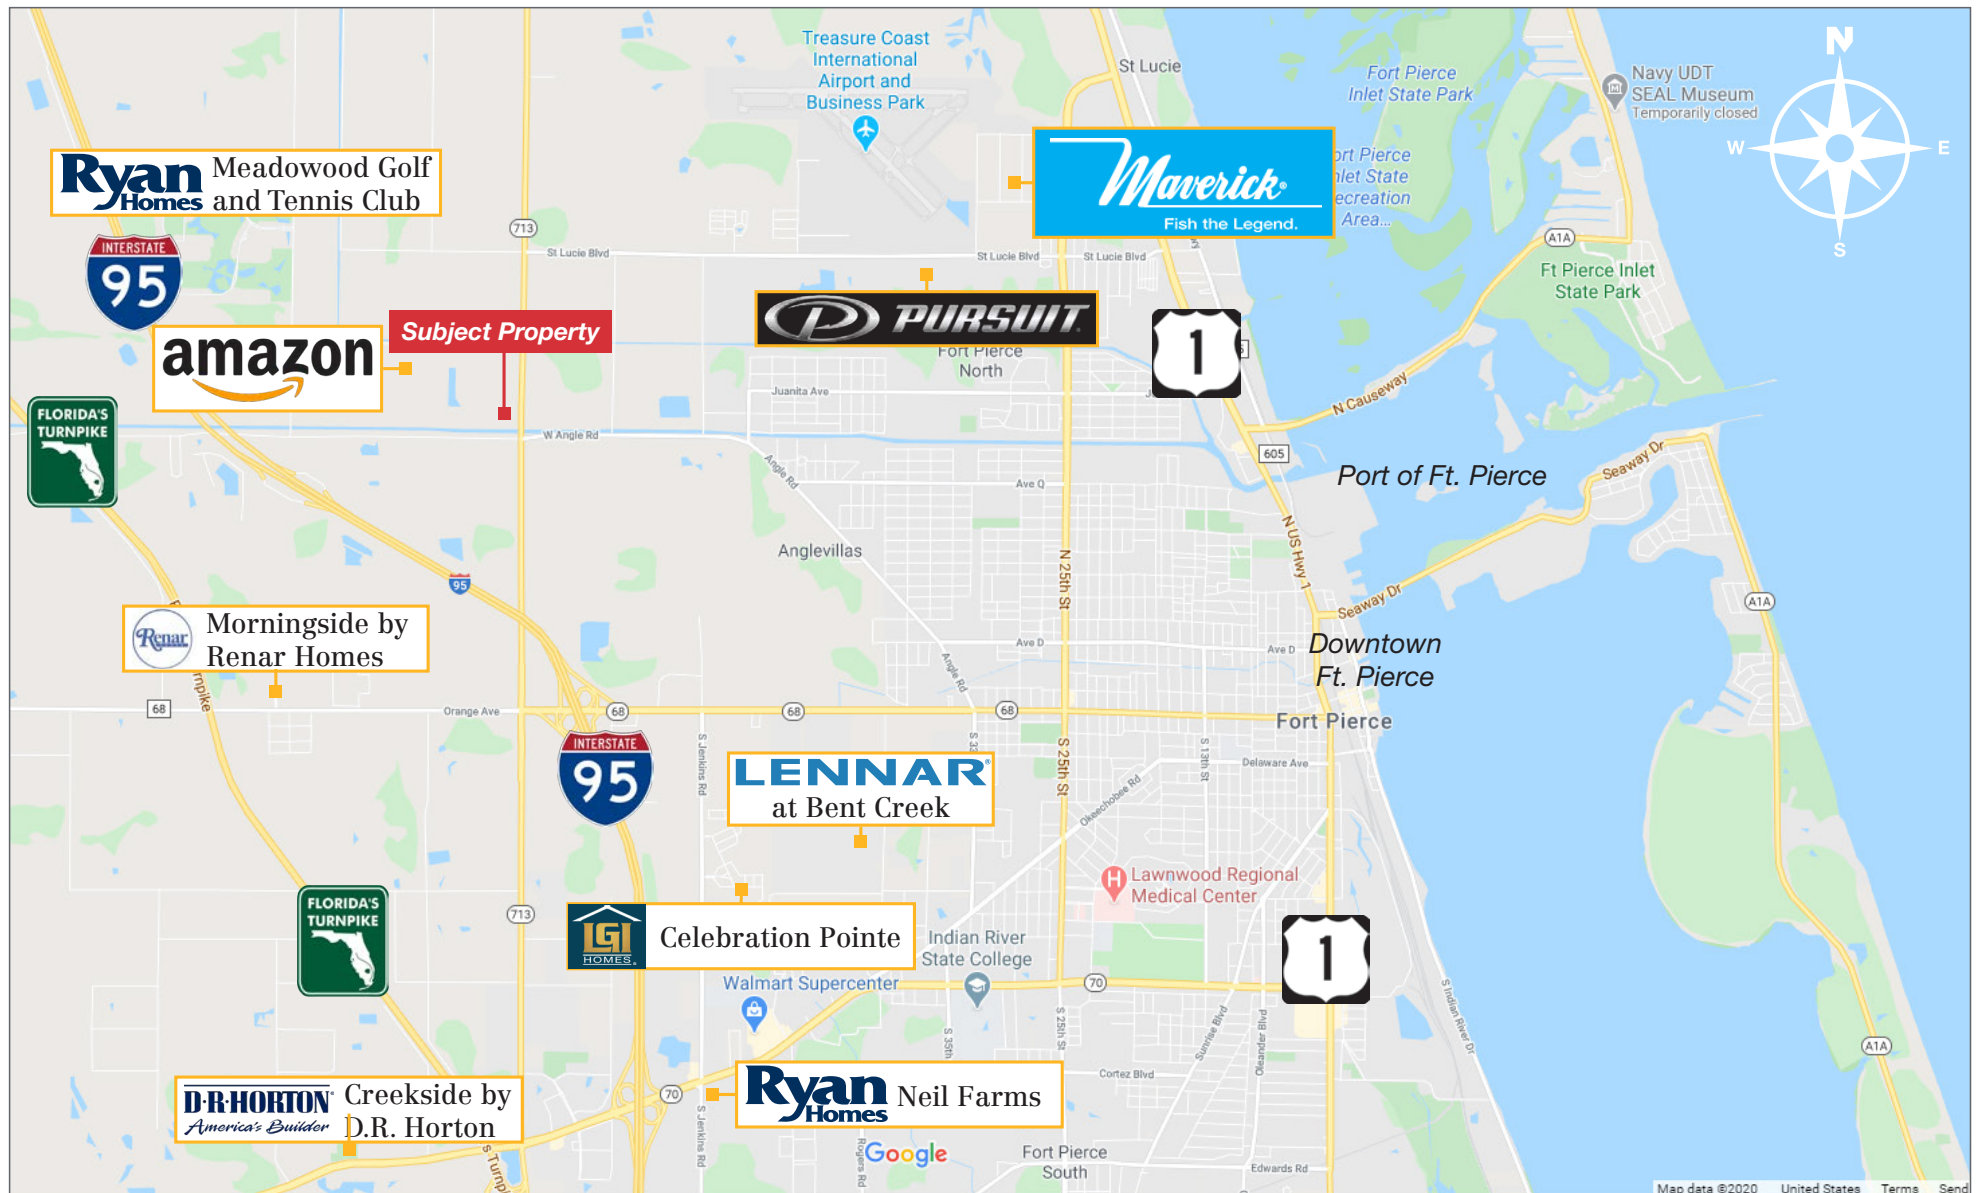 Treasure Coast
International
Airport and
Business Park
St Lucie
Fort Pierce
Inlet State Park
Navy UDT
SEAL Museum
Temporarily closed
N
W
E
S
Ryan
Homes
Meadowood Golf
and Tennis Club
Maverick
Fish the Legend.
ort Pierce
nlet State
ecreation
Area...
713
A1A
St Lucie Blvd
St Lucie Blvd
St Lucie Blvd
INTERSTATE
95
Ft Pierce Inlet
State Park
PURSUIT
Subject Property
amazon
Fort Pierce
North
1
Juanita Ave
N Causeway
FLORIDA'S
TURNPIKE
W Angle Rd
605
Angle Rd
Ave Q
Port of Ft. Pierce
Seaway Dr
N US Hwy 1
Anglevillas
N 25th St
95
Seaway Dr
A1A
Renar
Morningside by
Renar Homes
Ave D
Ave D
Downtown
Ft. Pierce
Angle Rd
rnpike
68
Orange Ave
68
68
68
Fort Pierce
INTERSTATE
95
S Jenkins Rd
S 33
S 25th St
S 13th St
Delaware Ave
LENNAR
at Bent Creek
Okeechobee Rd
Lawnwood Regional
Medical Center
FLORIDA'S
TURNPIKE
713
LGI
HOMES
Celebration Pointe
Indian River
State College
1
Walmart Supercenter
70
S Indian River Dr
S 35th
S 25th St
Sunrise Blvd
Oleander Blvd
A1A
Cortez Blvd
D·R·HORTON
America's Builder
Creekside by
D.R. Horton
70
S Jenkins Rd
Ryan
Homes
Neil Farms
s Turnp
Rogers Rd
Google
Fort Pierce
South
Edwards Rd
Map data ©2020 United States Terms Send